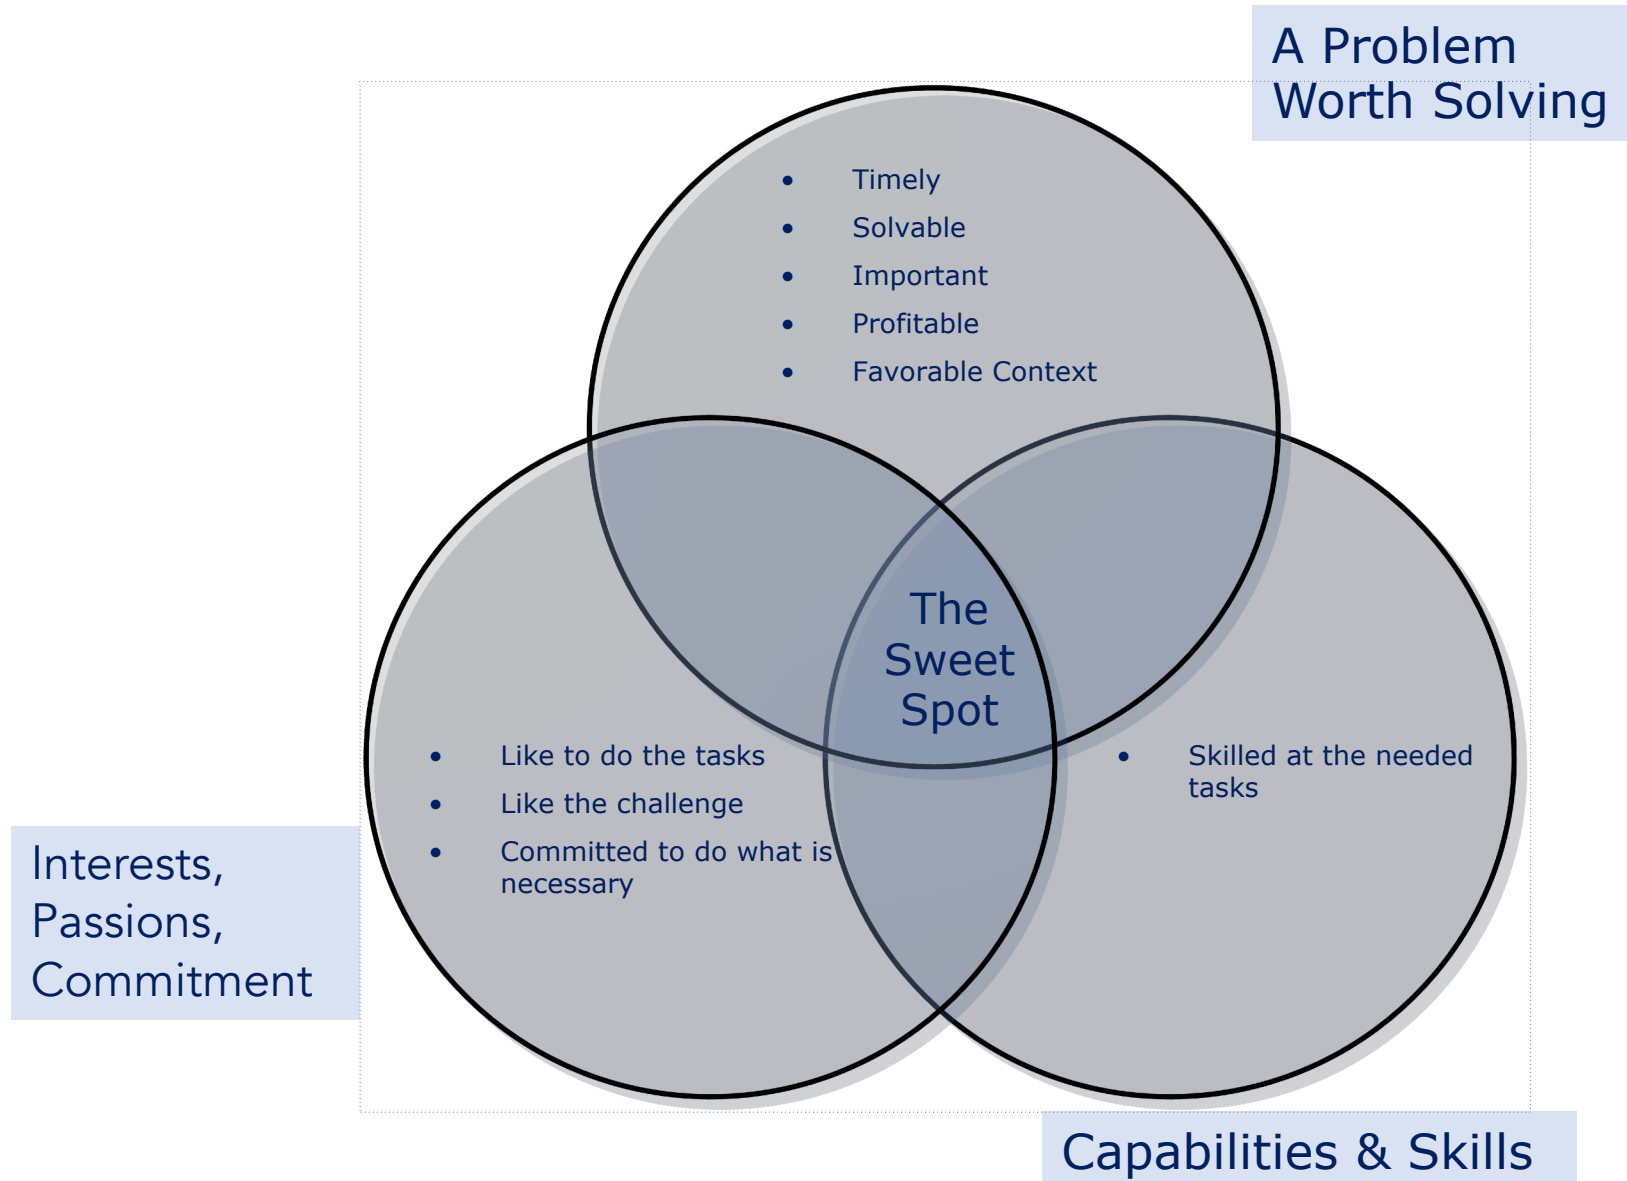 A Problem
Worth Solving
• Timely
• Solvable
• Important
• Profitable
• Favorable Context
The
Sweet
Spot
• Like to do the tasks
• Like the challenge
• Committed to do what is
necessary
• Skilled at the needed
tasks
Interests,
Passions,
Commitment
Capabilities & Skills